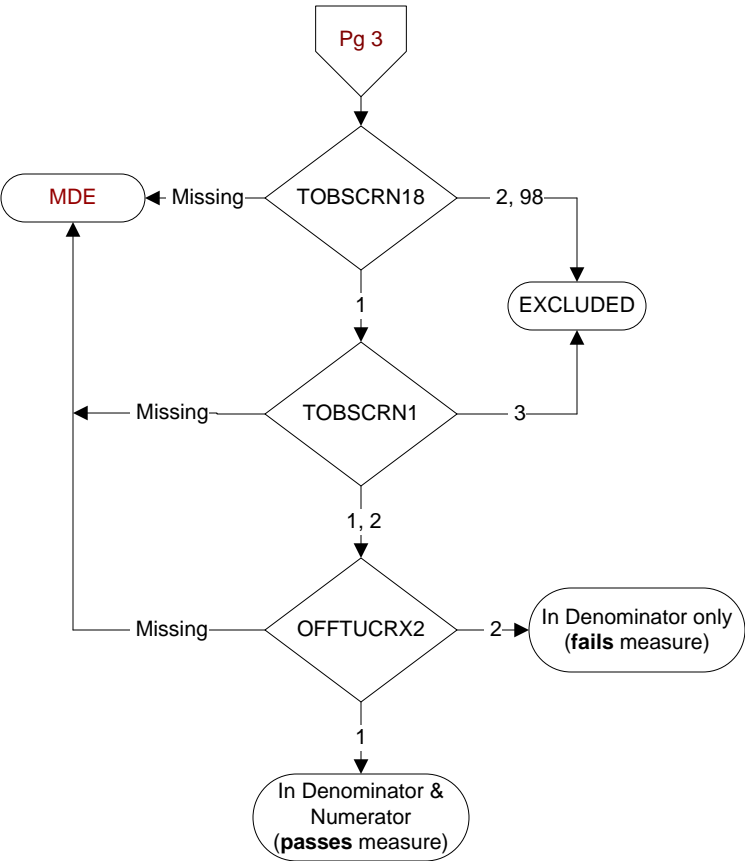 Pg 3
MDE
Missing
TOBSCRN18
2, 98
EXCLUDED
1
Missing
TOBSCRN1
3
1, 2
Missing
OFFTUCRX2
2
In Denominator only
(fails measure)
1
In Denominator &
Numerator
(passes measure)